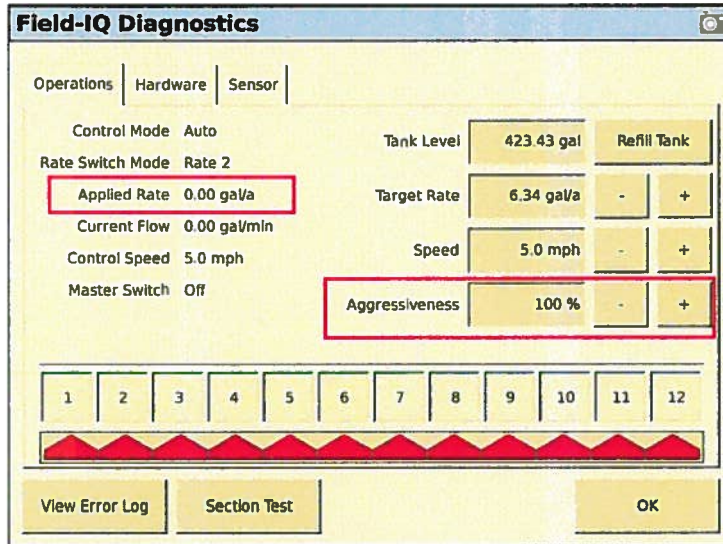 Field-IQ Diagnostics
Operations Hardware Sensor
Control Mode Auto
Rate Switch Mode Rate 2
Applied Rate 0.00 gal/a
Current Flow 0.00 gal/min
Control Speed 5.0 mph
Master Switch Off
Tank Level 423.43 gal Refill Tank
Target Rate 6.34 gal/a - +
Speed 5.0 mph - +
Aggressiveness 100 % - +
1 2 3 4 5 6 7 8 9 10 11 12
View Error Log Section Test OK